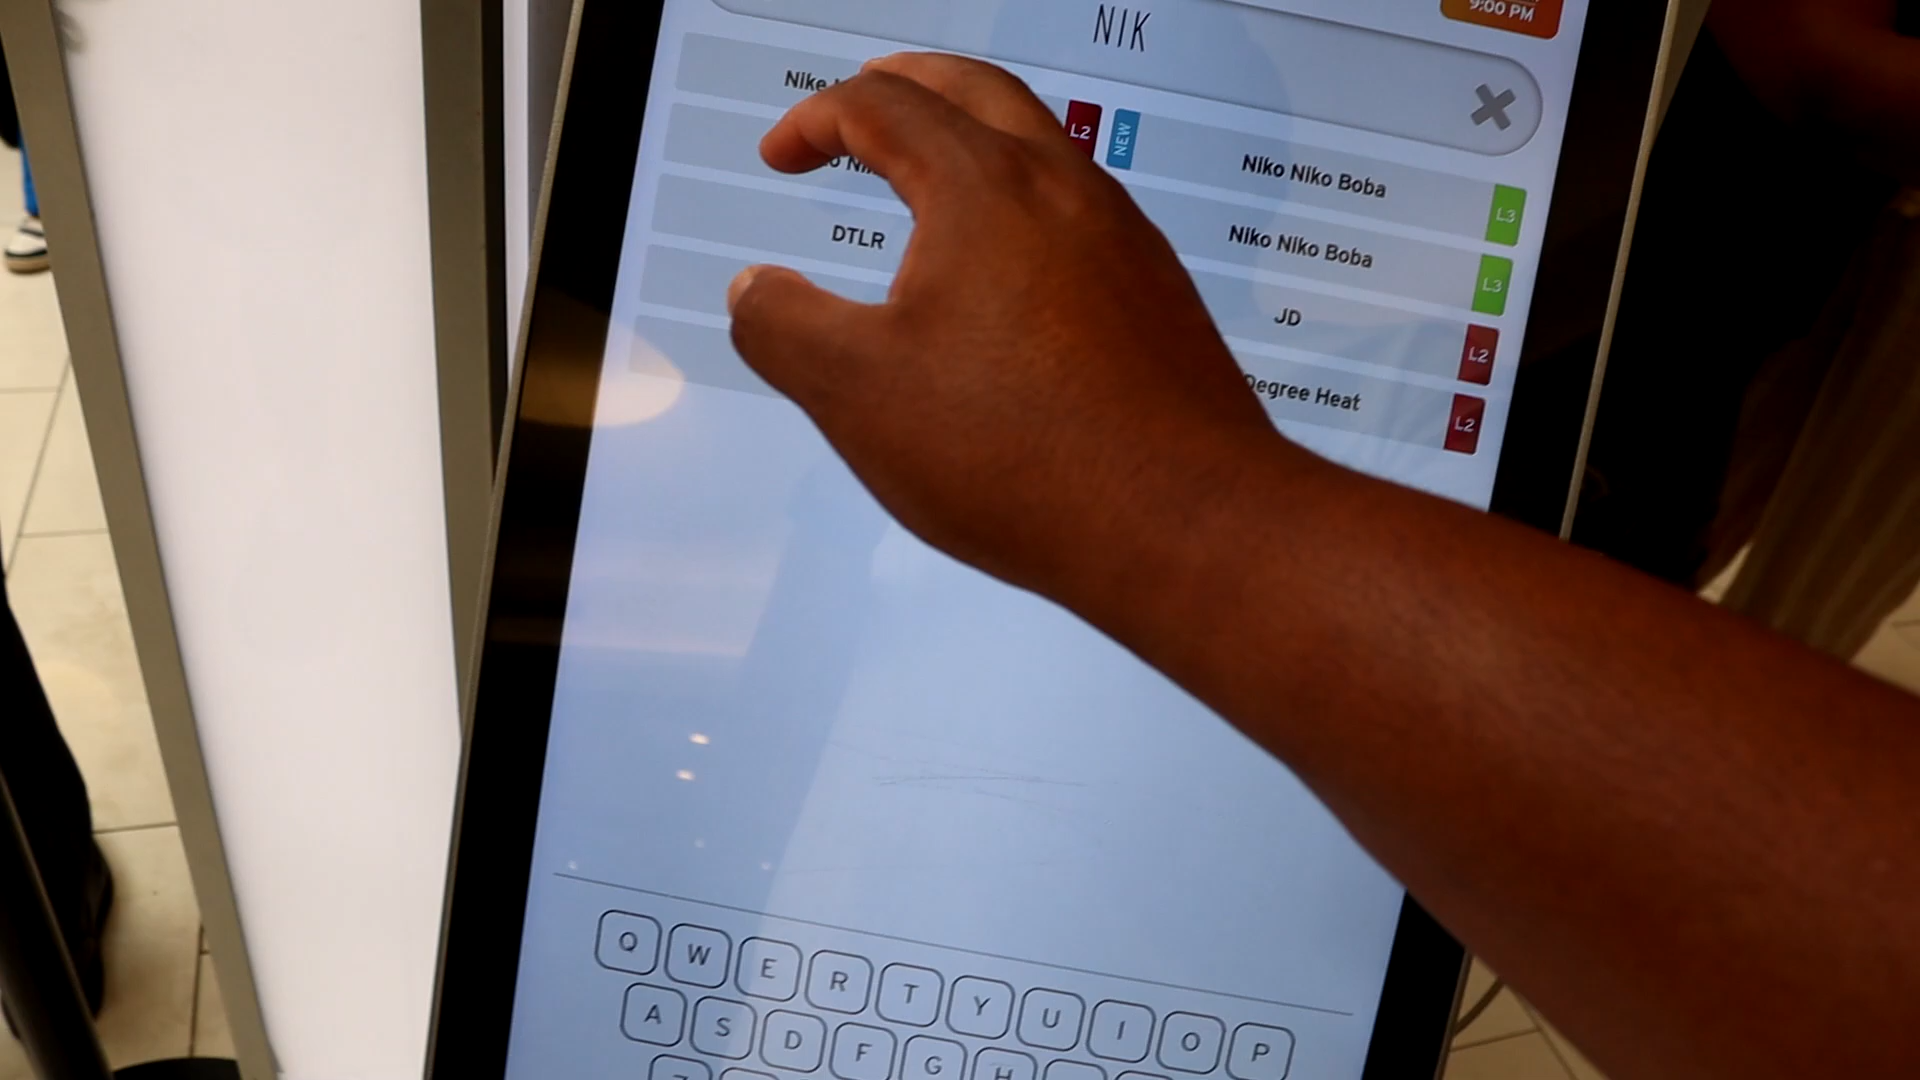 9:00 PM
NIK
Nike
L2
NEW
Niko Niko Boba
L3
DTLR
Niko Niko Boba
L3
JD
L2
Degree Heat
L2
Q W E R T Y U I O P
A S D F G H
Z